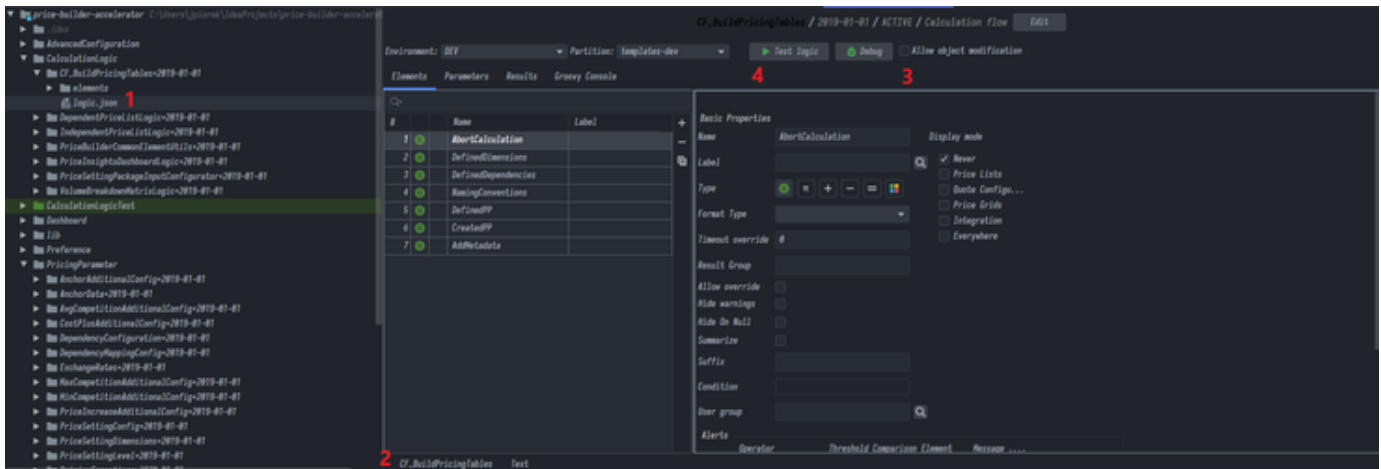 price-builder-accelerator C:\Users\jpiorek\IdeaProjects\price-builder-accelerat
.idea
AdvancedConfiguration
CalculationLogic
CF_BuildPricingTables+2019-01-01
elements
logic.json 1
DependentPriceListLogic+2019-01-01
IndependentPriceListLogic+2019-01-01
PriceBuilderCommonElementUtils+2019-01-01
PriceInsightsDashboardLogic+2019-01-01
PriceSettingPackageInputConfigurator+2019-01-01
VolumeBreakdownMatrixLogic+2019-01-01
CalculationLogicTest
Dashboard
lib
Preference
PricingParameter
AnchorAdditionalConfig+2019-01-01
AnchorData+2019-01-01
AvgCompetitionAdditionalConfig+2019-01-01
CostPlusAdditionalConfig+2019-01-01
DependencyConfiguration+2019-01-01
DependencyMappingConfig+2019-01-01
ExchangeRates+2019-01-01
MaxCompetitionAdditionalConfig+2019-01-01
MinCompetitionAdditionalConfig+2019-01-01
PriceIncreaseAdditionalConfig+2019-01-01
PriceSettingConfig+2019-01-01
PriceSettingDimensions+2019-01-01
PriceSettingLevel+2019-01-01
CF_BuildPricingTables / 2019-01-01 / ACTIVE / Calculation flow Edit
Environment: DEV Partition: templates-dev Test logic Debug Allow object modification
4 3
Elements Parameters Results Groovy Console
# Name Label
1 AbortCalculation
2 DefinedDimensions
3 DefinedDependencies
4 NamingConventions
5 DefinedPP
6 CreatedPP
7 AddMetadata
Basic Properties
Name AbortCalculation Display mode
Label Never
Price Lists
Type Quote Configu...
Price Grids
Format Type Integration
Timeout override 0 Everywhere
Result Group
Allow override
Hide warnings
Hide On Null
Summarize
Suffix
Condition
User group
Alerts
Operator Threshold Comparison Element Message ....
2 CF_BuildPricingTables Text